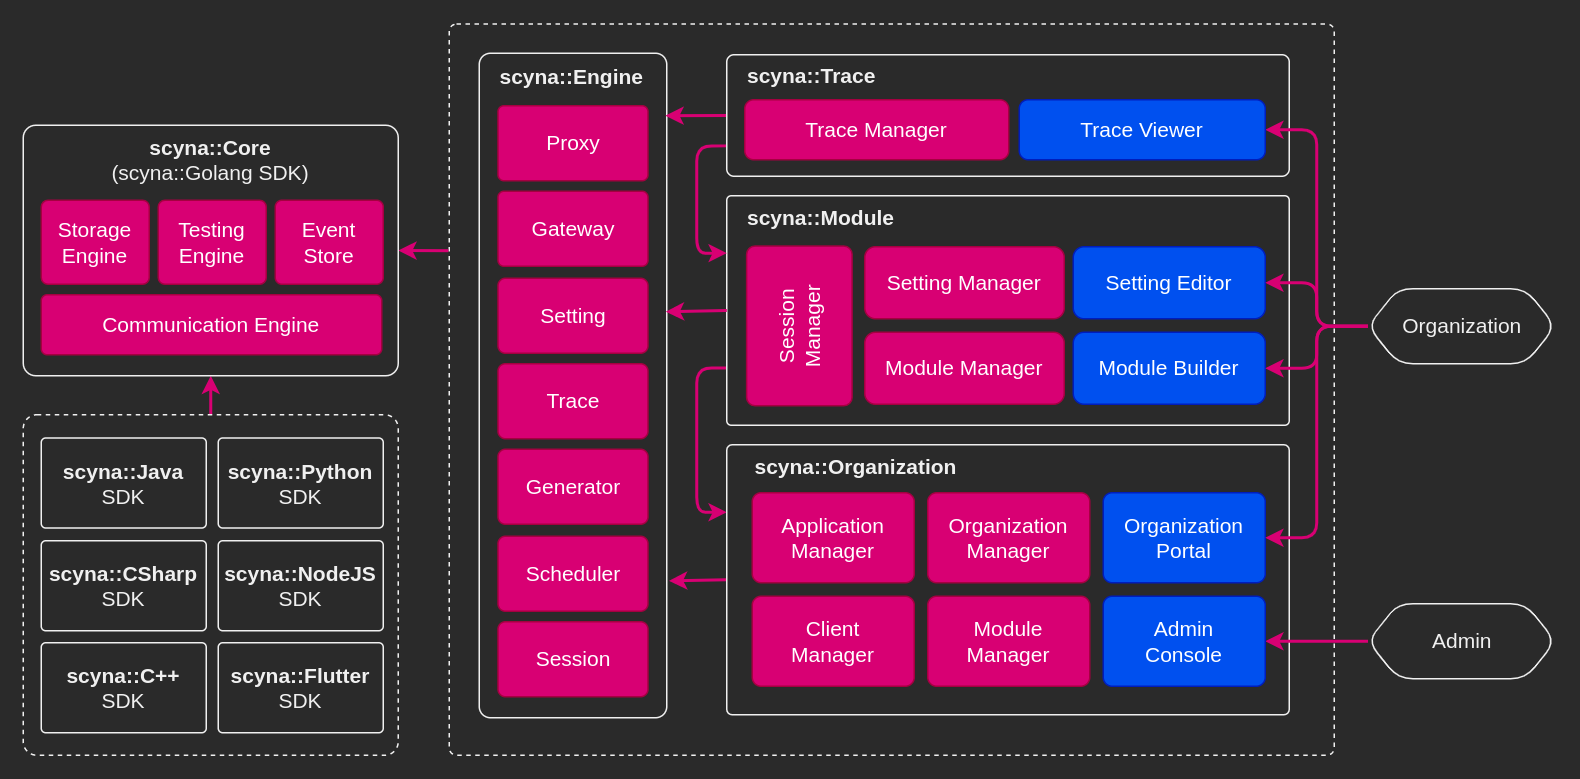 scyna::Core
(scyna::Golang SDK)
Storage
Engine
Testing
Engine
Event
Store
Communication Engine
scyna::Java
SDK
scyna::Python
SDK
scyna::CSharp
SDK
scyna::NodeJS
SDK
scyna::C++
SDK
scyna::Flutter
SDK
scyna::Engine
Proxy
Gateway
Setting
Trace
Generator
Scheduler
Session
scyna::Trace
Trace Manager
Trace Viewer
scyna::Module
Session
Manager
Setting Manager
Setting Editor
Module Manager
Module Builder
scyna::Organization
Application
Manager
Organization
Manager
Organization
Portal
Client
Manager
Module
Manager
Admin
Console
Organization
Admin